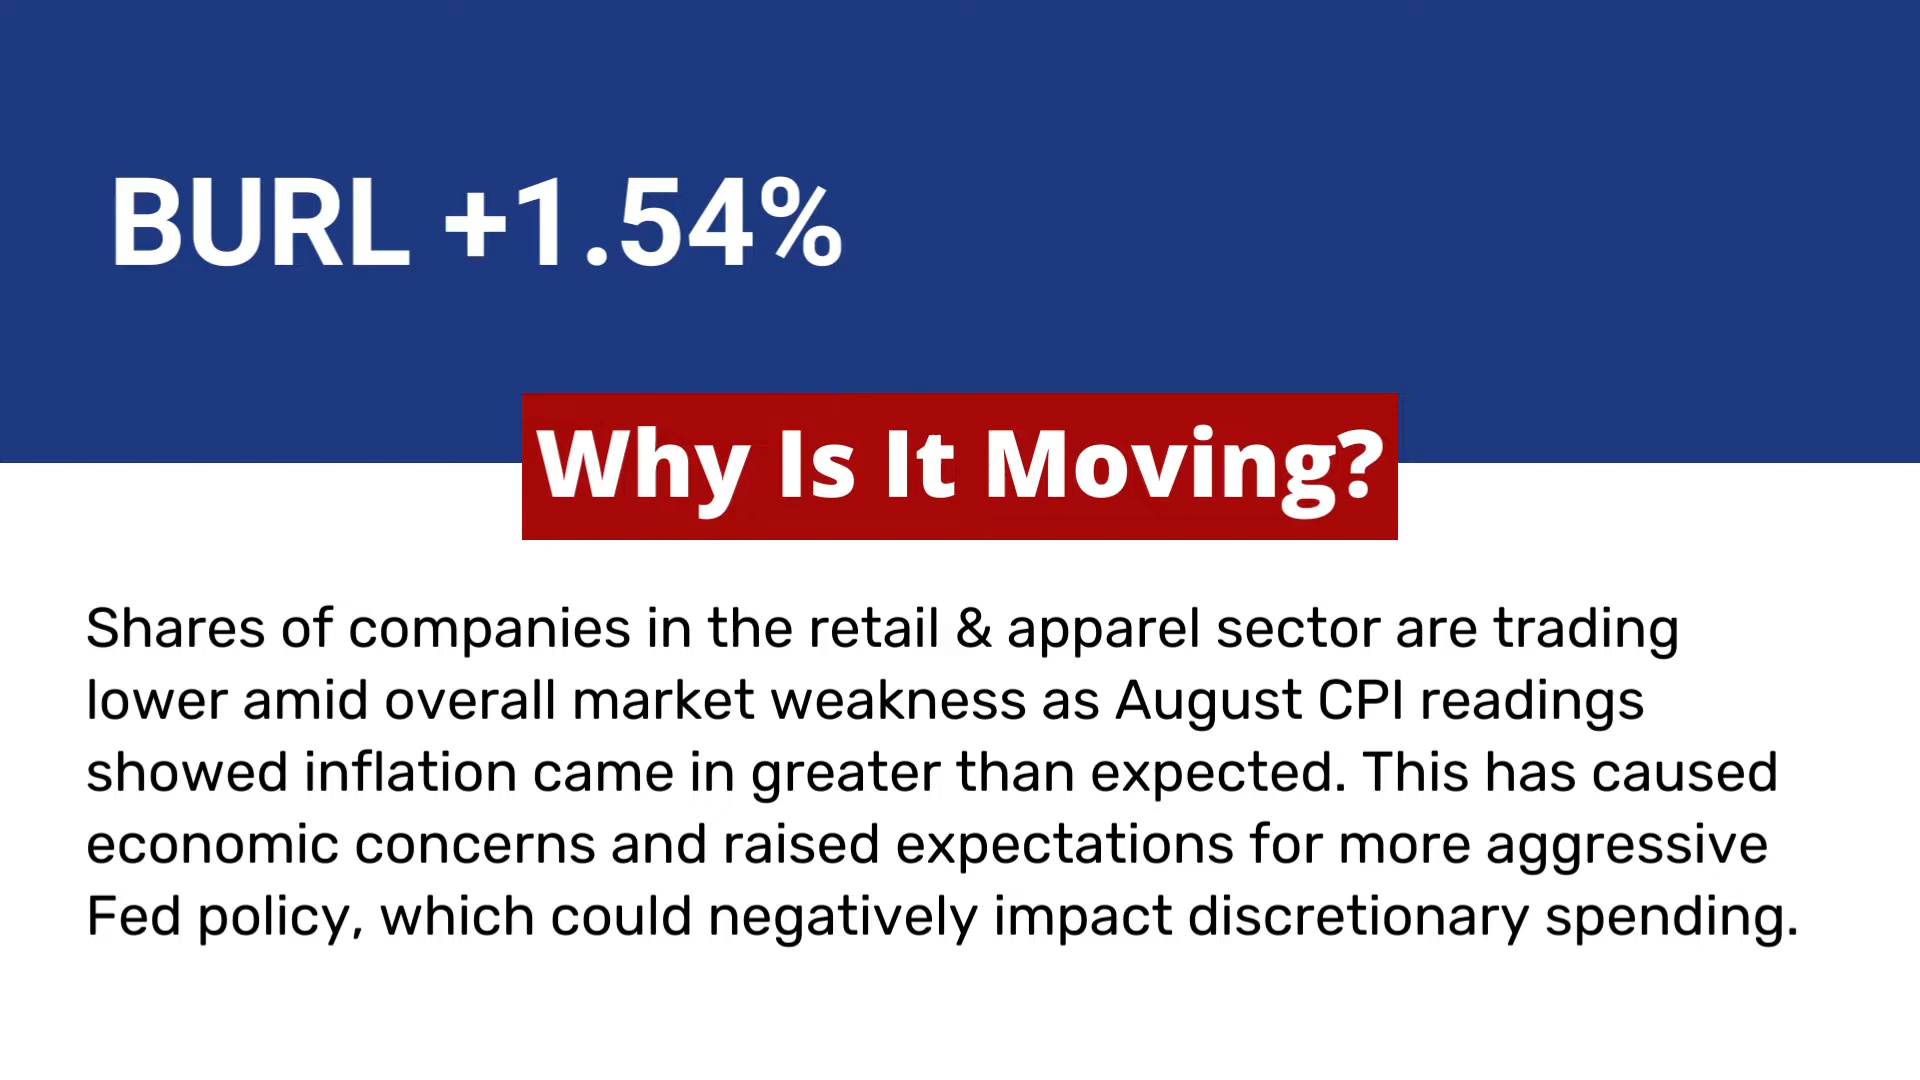 BURL +1.54%
Why Is It Moving?
Shares of companies in the retail & apparel sector are trading
lower amid overall market weakness as August CPI readings
showed inflation came in greater than expected. This has caused
economic concerns and raised expectations for more aggressive
Fed policy, which could negatively impact discretionary spending.